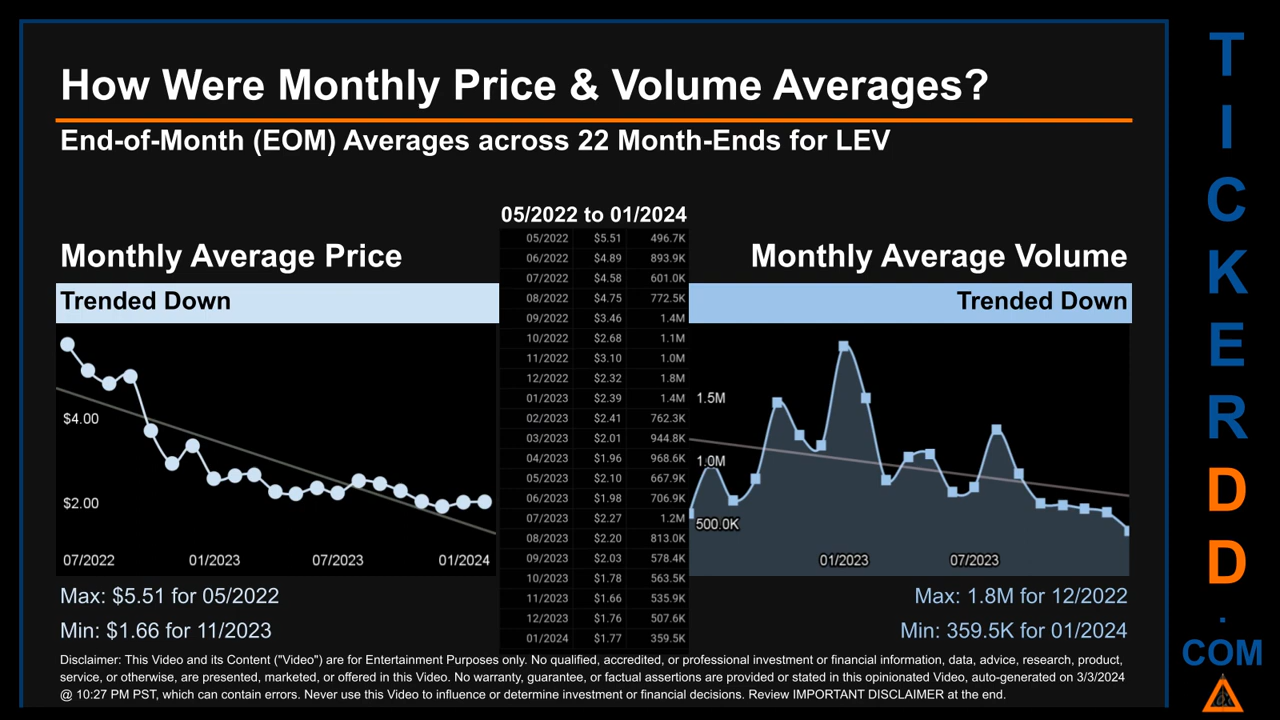 How Were Monthly Price & Volume Averages?
End-of-Month (EOM) Averages across 22 Month-Ends for LEV
05/2022 to 01/2024
Monthly Average Price
Trended Down
$4.00
$2.00
07/2022 01/2023 07/2023 01/2024
Max: $5.51 for 05/2022
Min: $1.66 for 11/2023
05/2022 $5.51 496.7K
06/2022 $4.89 893.9K
07/2022 $4.58 601.0K
08/2022 $4.75 772.5K
09/2022 $3.46 1.4M
10/2022 $2.68 1.1M
11/2022 $3.10 1.0M
12/2022 $2.32 1.8M
01/2023 $2.39 1.4M
02/2023 $2.41 762.3K
03/2023 $2.01 944.8K
04/2023 $1.96 968.6K
05/2023 $2.10 667.9K
06/2023 $1.98 706.9K
07/2023 $2.27 1.2M
08/2023 $2.20 813.0K
09/2023 $2.03 578.4K
10/2023 $1.78 563.5K
11/2023 $1.66 535.9K
12/2023 $1.76 507.6K
01/2024 $1.77 359.5K
Monthly Average Volume
Trended Down
1.5M
1.0M
500.0K
01/2023 07/2023
Max: 1.8M for 12/2022
Min: 359.5K for 01/2024
Disclaimer: This Video and its Content ("Video") are for Entertainment Purposes only. No qualified, accredited, or professional investment or financial information, data, advice, research, product,
service, or otherwise, are presented, marketed, or offered in this Video. No warranty, guarantee, or factual assertions are provided or stated in this opinionated Video, auto-generated on 3/3/2024
@ 10:27 PM PST, which can contain errors. Never use this Video to influence or determine investment or financial decisions. Review IMPORTANT DISCLAIMER at the end.
T
I
C
K
E
R
D
D
.
COM